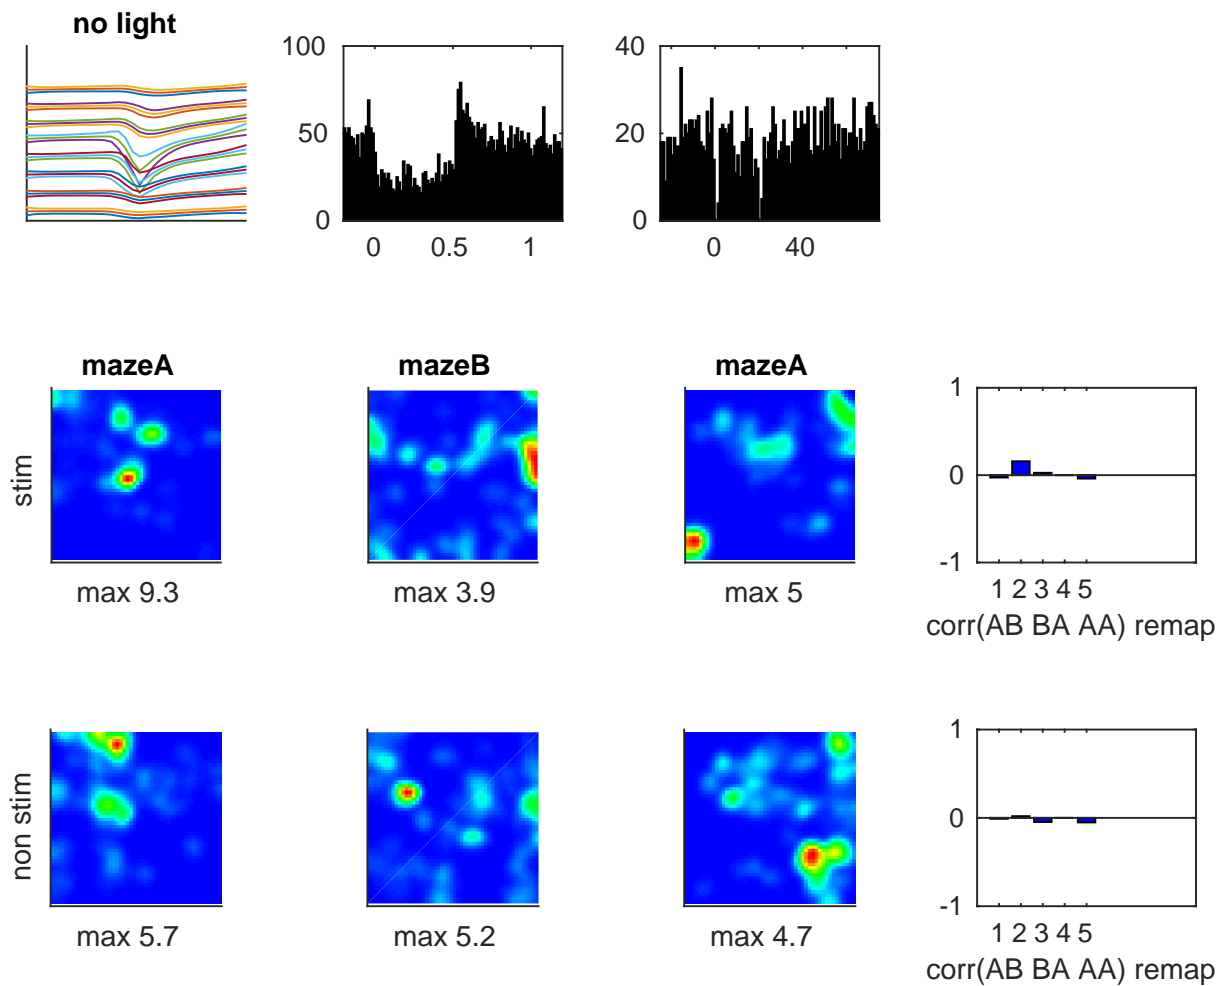 no light
100
50
0
0
0.5
1
40
20
0
0
40
mazeA
mazeB
mazeA
stim
max 9.3
max 3.9
max 5
1
0
-1
1 2 3 4 5
corr(AB BA AA) remap
non stim
max 5.7
max 5.2
max 4.7
1
0
-1
1 2 3 4 5
corr(AB BA AA) remap